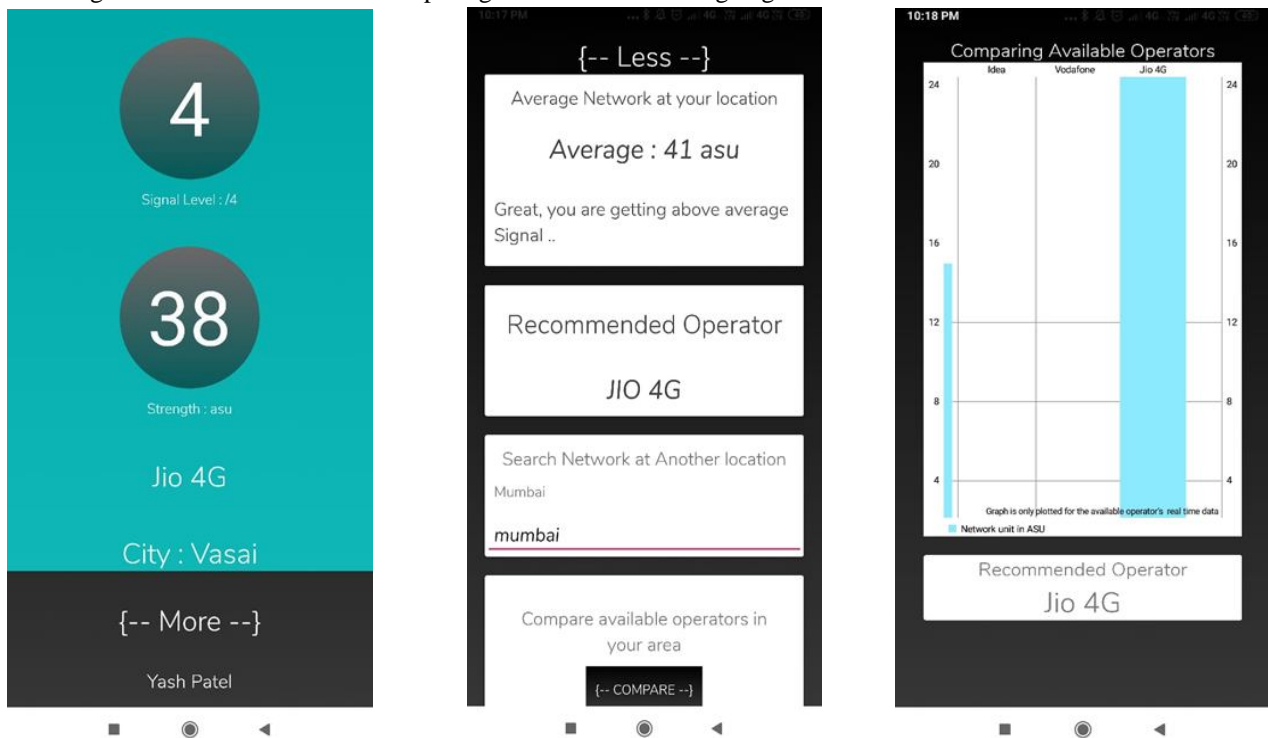 4
Signal Level : /4
38
Strength : asu
Jio 4G
City : Vasai
{-- More --}
Yash Patel
10:17 PM
{-- Less --}
Average Network at your location
Average : 41 asu
Great, you are getting above average
Signal ..
Recommended Operator
JIO 4G
Search Network at Another location
Mumbai
mumbai
Compare available operators in
your area
{-- COMPARE --}
10:18 PM
Comparing Available Operators
Idea Vodafone Jio 4G
24 24
20 20
16 16
12 12
8 8
4 4
Graph is only plotted for the available operator's real time data
Network unit in ASU
Recommended Operator
Jio 4G